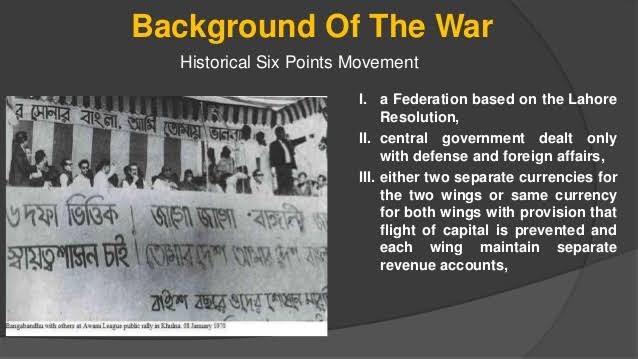 Background Of The War
Historical Six Points Movement
র সোনার বাংলা, আমি তোমায় ভালবা
৬ দফা ভিত্তিক
স্বায়ত্বশাসন চাই
জাগো জাগো - বাঙ্গালী
তোমার দেশ আমার দেশ বাংলা
বাইশ বছরে ওদের শোষনে
Bangabandhu with others at Awami League public rally in Khulna. 08 January 1970
I. a Federation based on the Lahore
Resolution,
II. central government dealt only
with defense and foreign affairs,
III. either two separate currencies for
the two wings or same currency
for both wings with provision that
flight of capital is prevented and
each wing maintain separate
revenue accounts,